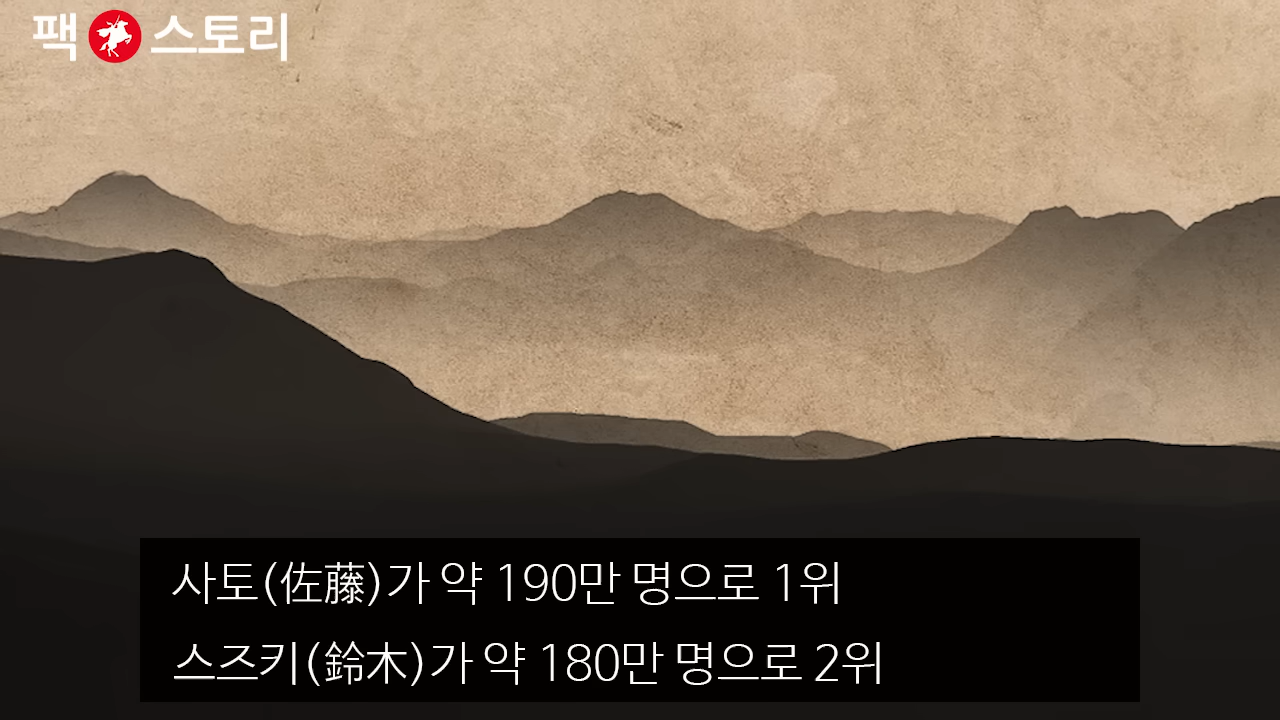 팩스토리
사토(佐藤)가 약 190만 명으로 1위
스즈키(鈴木)가 약 180만 명으로 2위